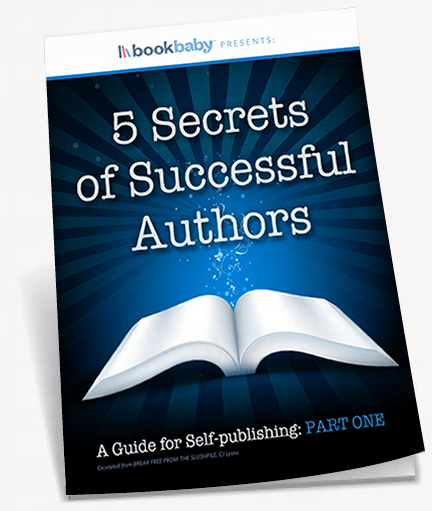 bookbaby® PRESENTS:
5 Secrets
of Successful
Authors
A Guide for Self-publishing: PART ONE
Excerpted from BREAK FREE FROM THE SLUSHPILE, CJ Lyons